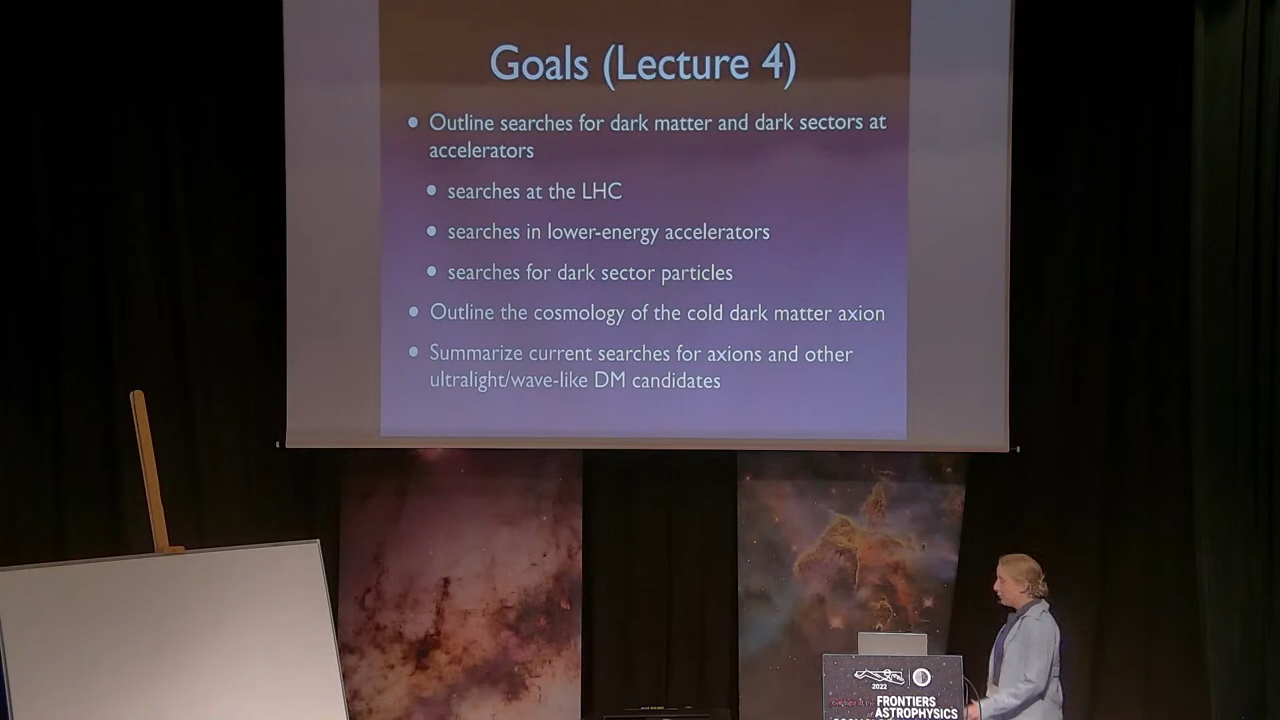 Goals (Lecture 4)
• Outline searches for dark matter and dark sectors at
accelerators
• searches at the LHC
• searches in lower-energy accelerators
• searches for dark sector particles
• Outline the cosmology of the cold dark matter axion
• Summarize current searches for axions and other
ultralight/wave-like DM candidates
2022
FRONTIERS
ASTROPHYSICS